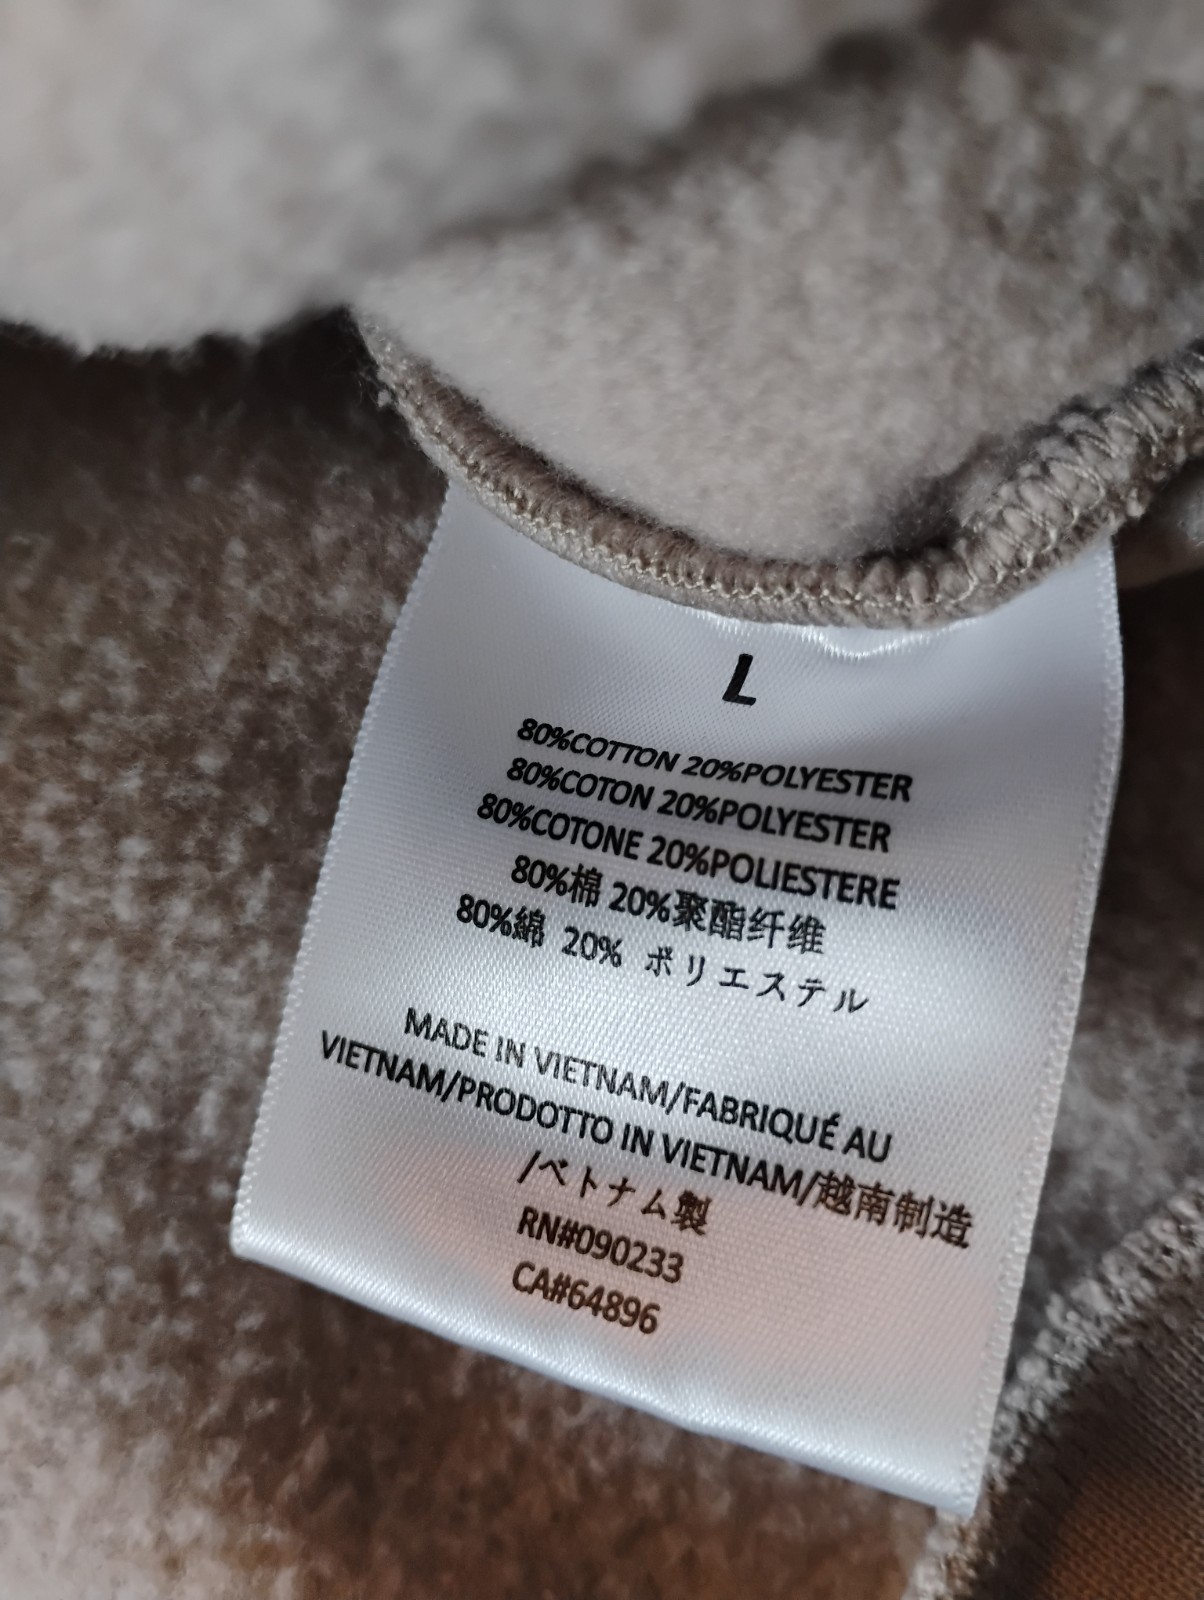 L
80%COTTON 20%POLYESTER
80%COTON 20%POLYESTER
80%COTONE 20%POLIESTERE
80%棉 20%聚酯纤维
80%綿 20% ポリエステル
MADE IN VIETNAM/FABRIQUÉ AU
VIETNAM/PRODOTTO IN VIETNAM/越南制造
/ベトナム製
RN#090233
CA#64896